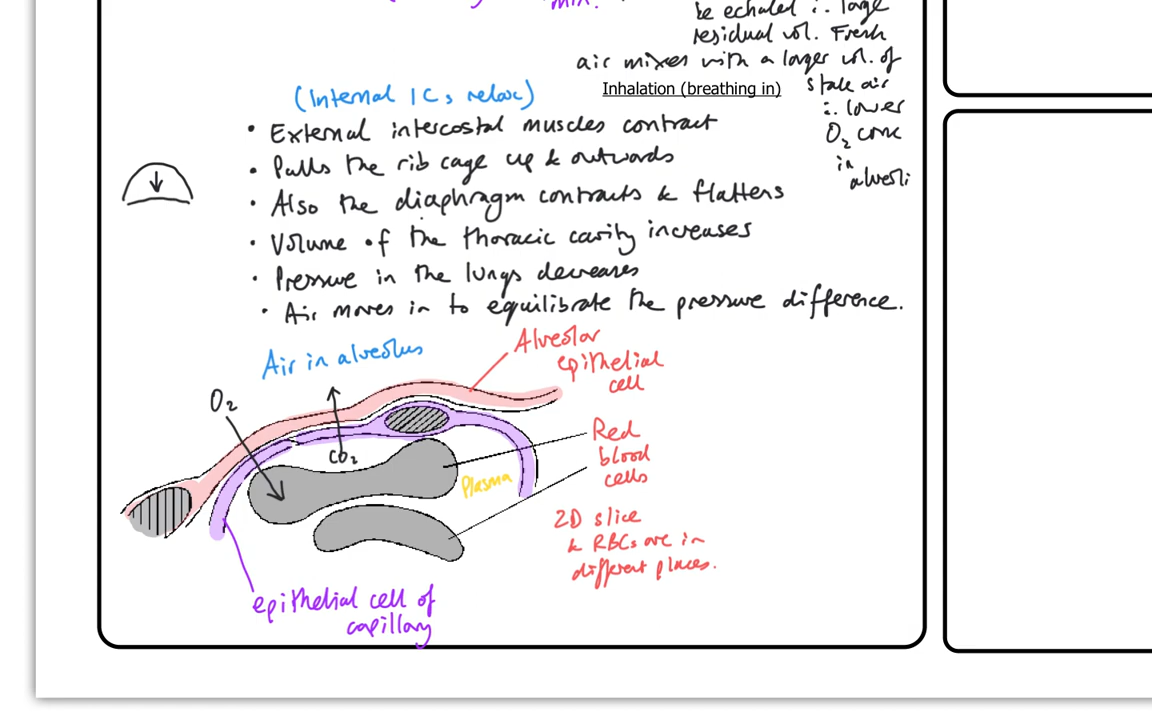 mix.
be exhaled ∴ large
residual vol. Fresh
air mixes with a larger vol. of
stale air
∴ lower
O₂ conc
in
alveoli
Inhalation (breathing in)
(Internal ICs relax)
• External intercostal muscles contract
• Pulls the rib cage up & outwards
• Also the diaphragm contracts & flattens
• Volume of the thoracic cavity increases
• Pressure in the lungs decreases
• Air moves in to equilibrate the pressure difference.
Air in alveolus
Alveolar
epithelial
cell
O₂
CO₂
Red
blood
cells
Plasma
2D slice
& RBCs are in
different places.
epithelial cell of
capillary